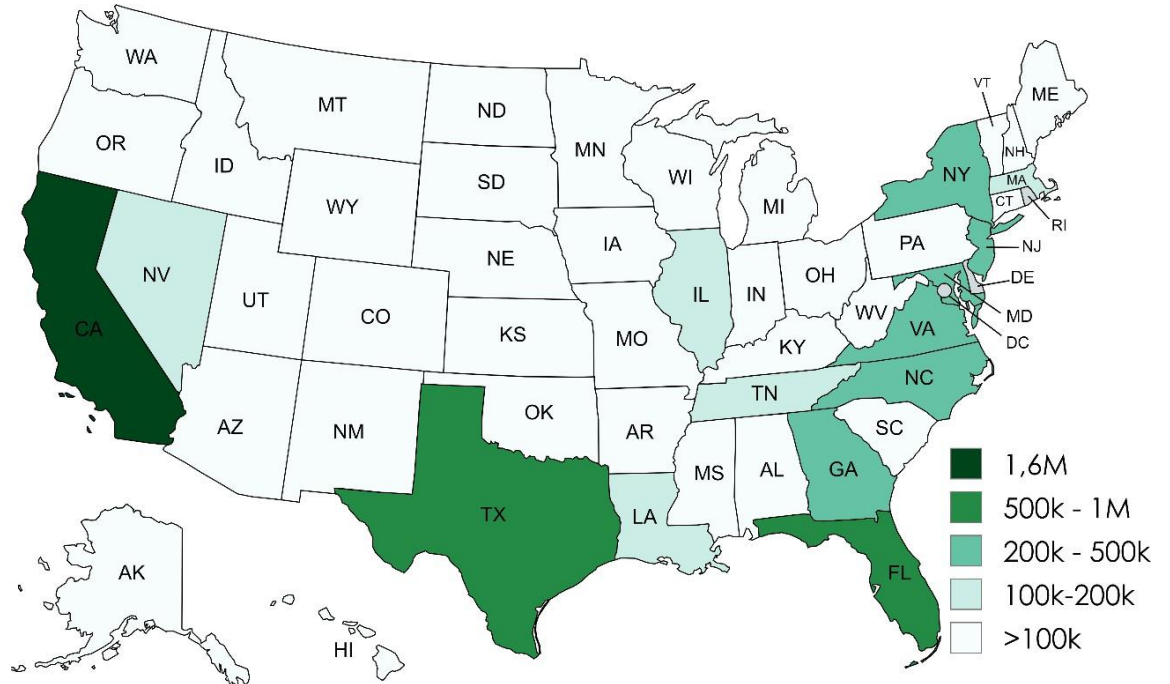 WA
MT
ND
MN
VT
ME
OR
ID
SD
WI
MI
NY
NH
MA
CT
RI
WY
IA
PA
NJ
NV
NE
IL
IN
OH
DE
UT
CO
KS
MO
WV
VA
MD
DC
CA
KY
NC
TN
AZ
NM
OK
AR
SC
MS
AL
GA
TX
LA
FL
AK
HI
1,6M
500k - 1M
200k - 500k
100k-200k
>100k